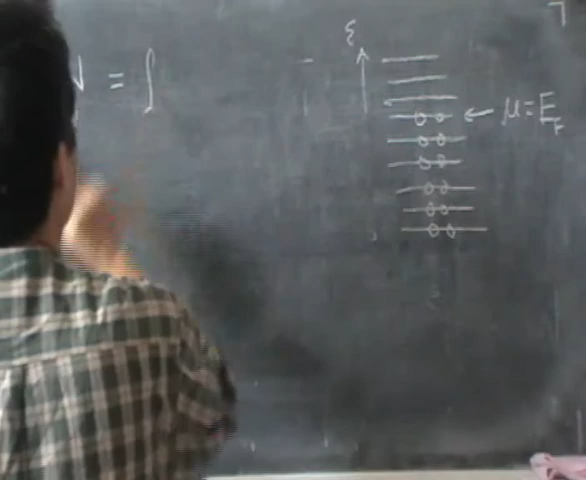 ε
N = ∫
μ = E_F